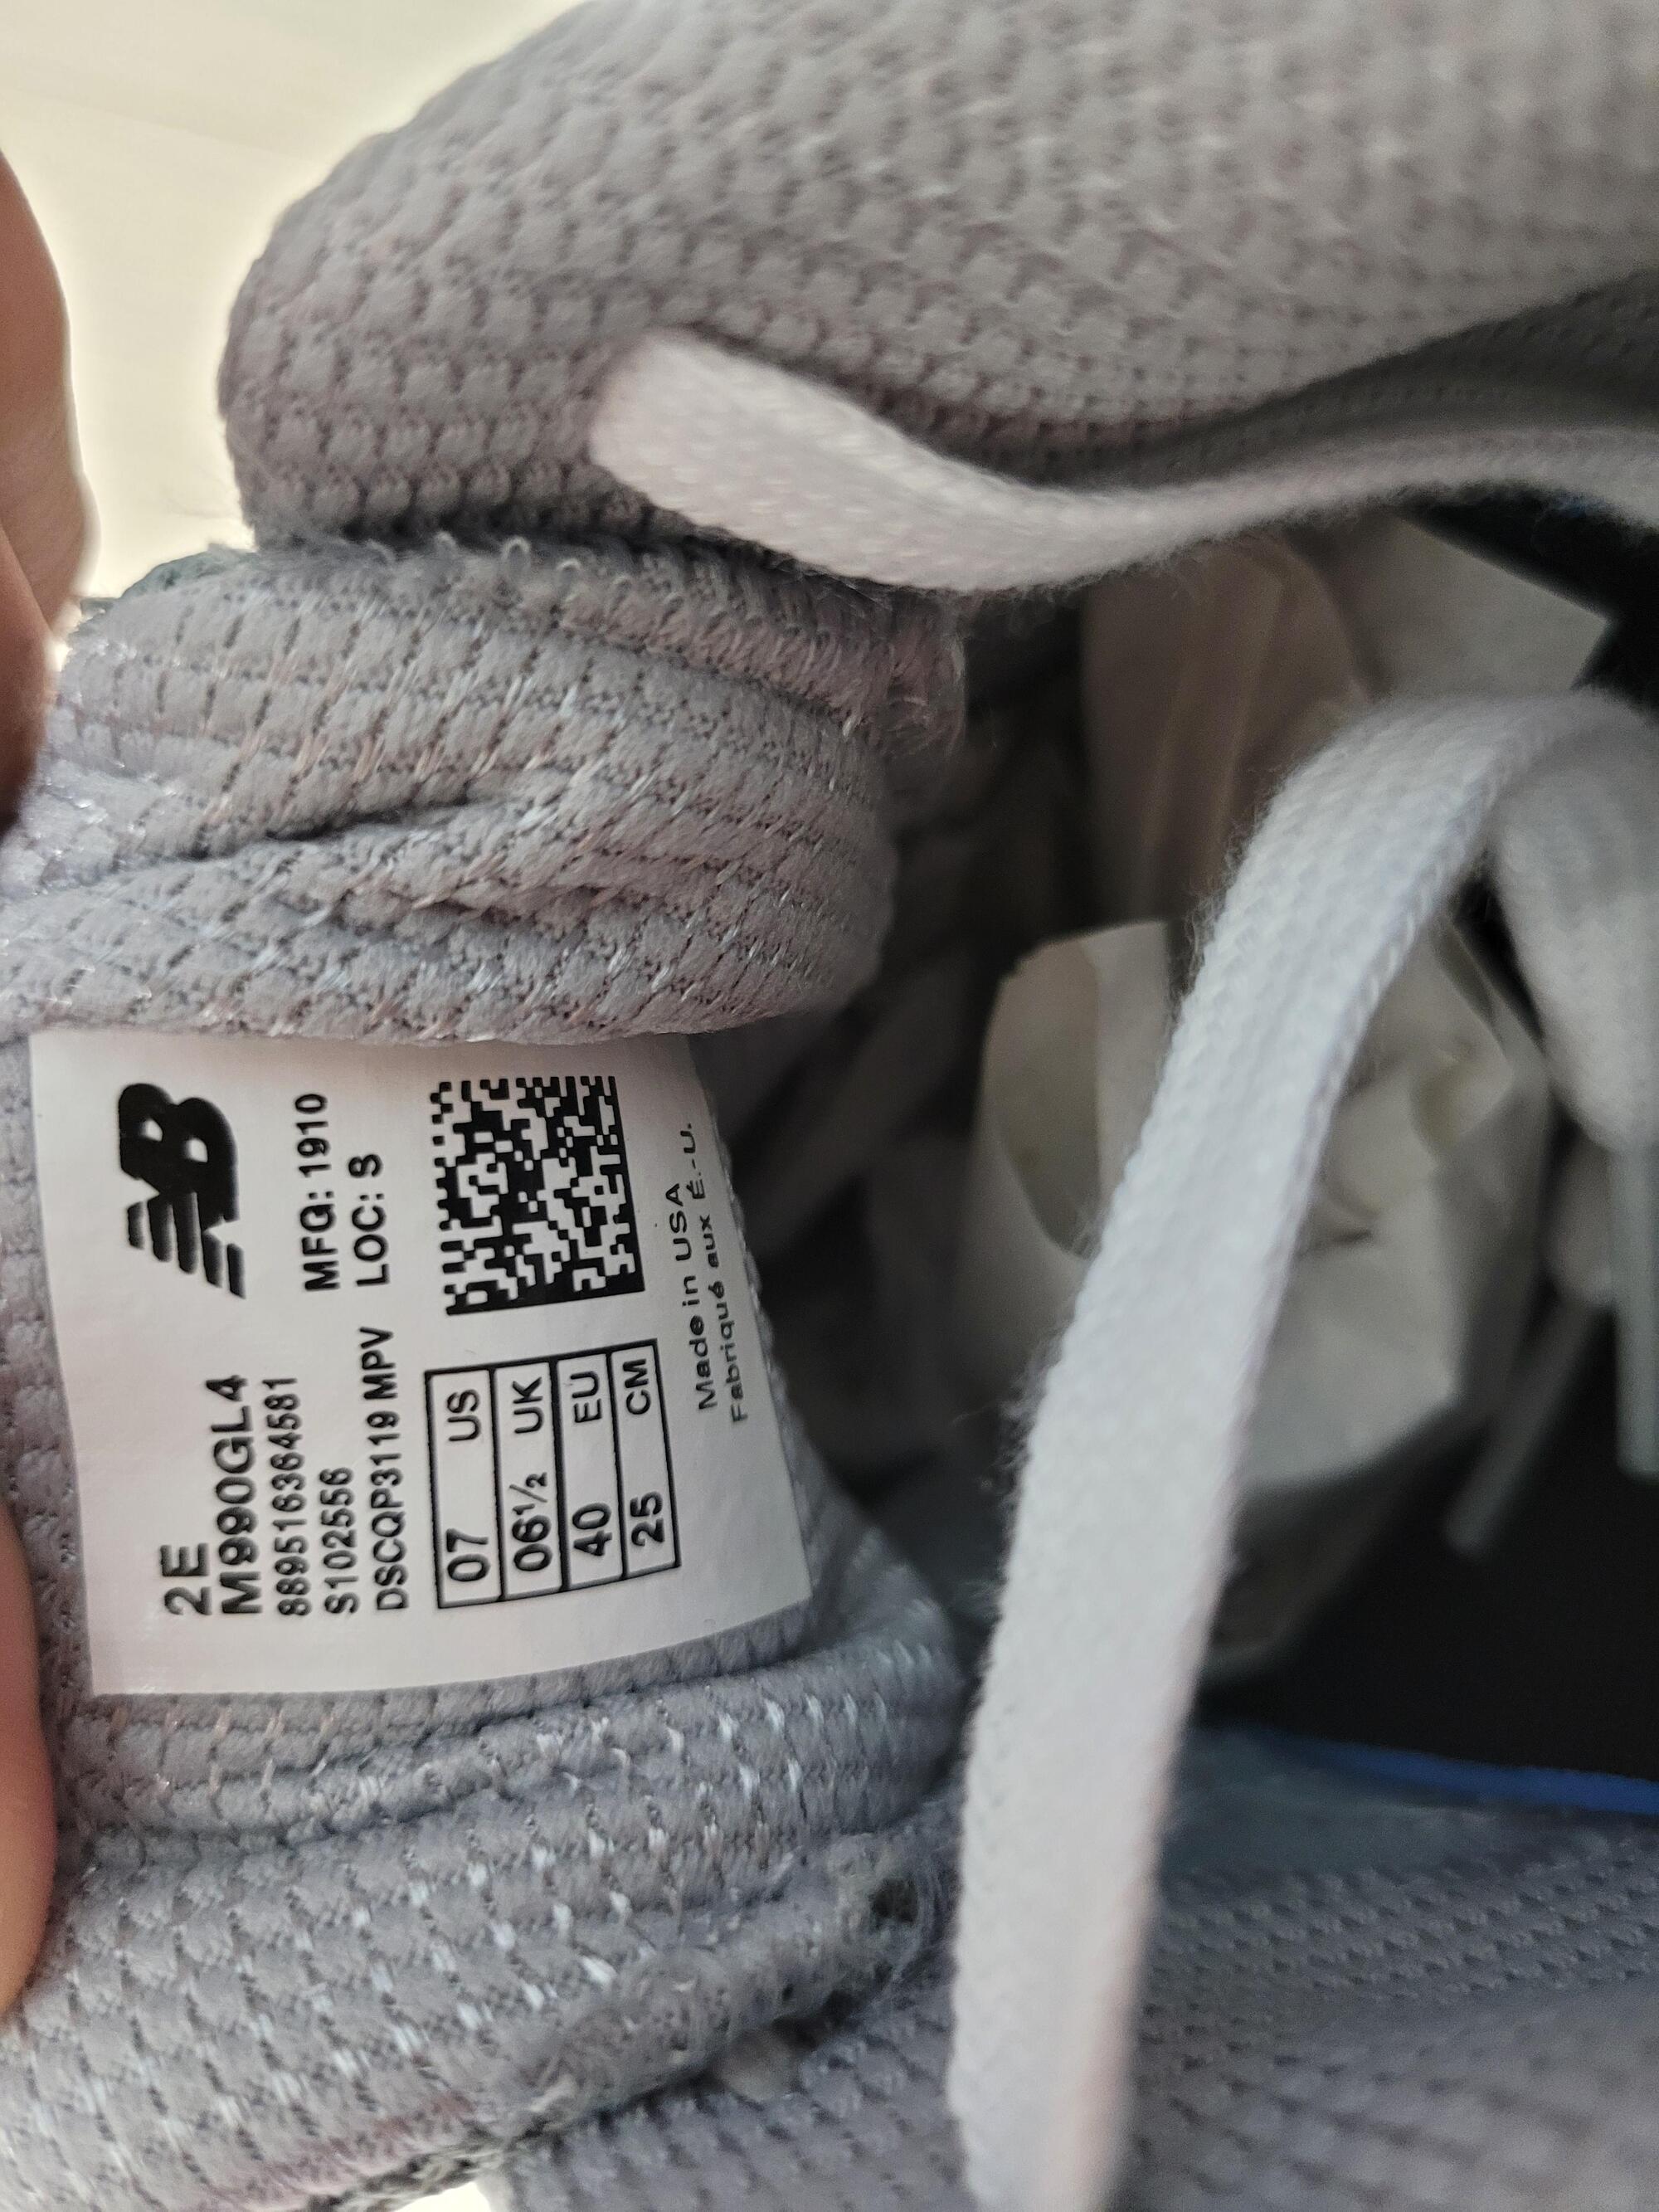 2E
M990GL4
889516364581
S102556 MFG: 1910
DSCQP3119 MPV LOC: S
07 US
06½ UK
40 EU
25 CM
Made in USA
Fabriqué aux É.-U.
NB